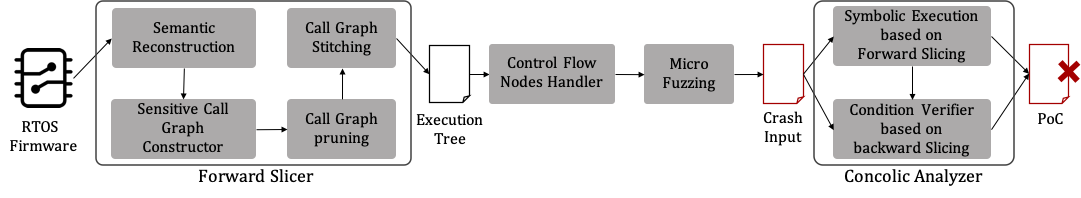 RTOS
Firmware
Semantic
Reconstruction
Sensitive Call
Graph
Constructor
Call Graph
Stitching
Call Graph
pruning
Forward Slicer
Execution
Tree
Control Flow
Nodes Handler
Micro
Fuzzing
Crash
Input
Symbolic Execution
based on
Forward Slicing
Condition Verifier
based on
backward Slicing
Concolic Analyzer
PoC